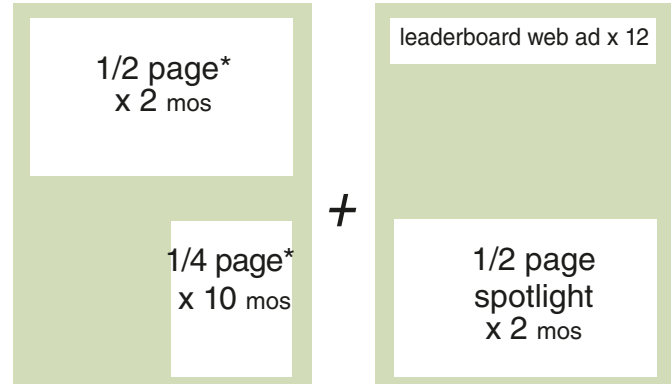 1/2 page*
x 2 mos
1/4 page*
x 10 mos
+
leaderboard web ad x 12
1/2 page
spotlight
x 2 mos